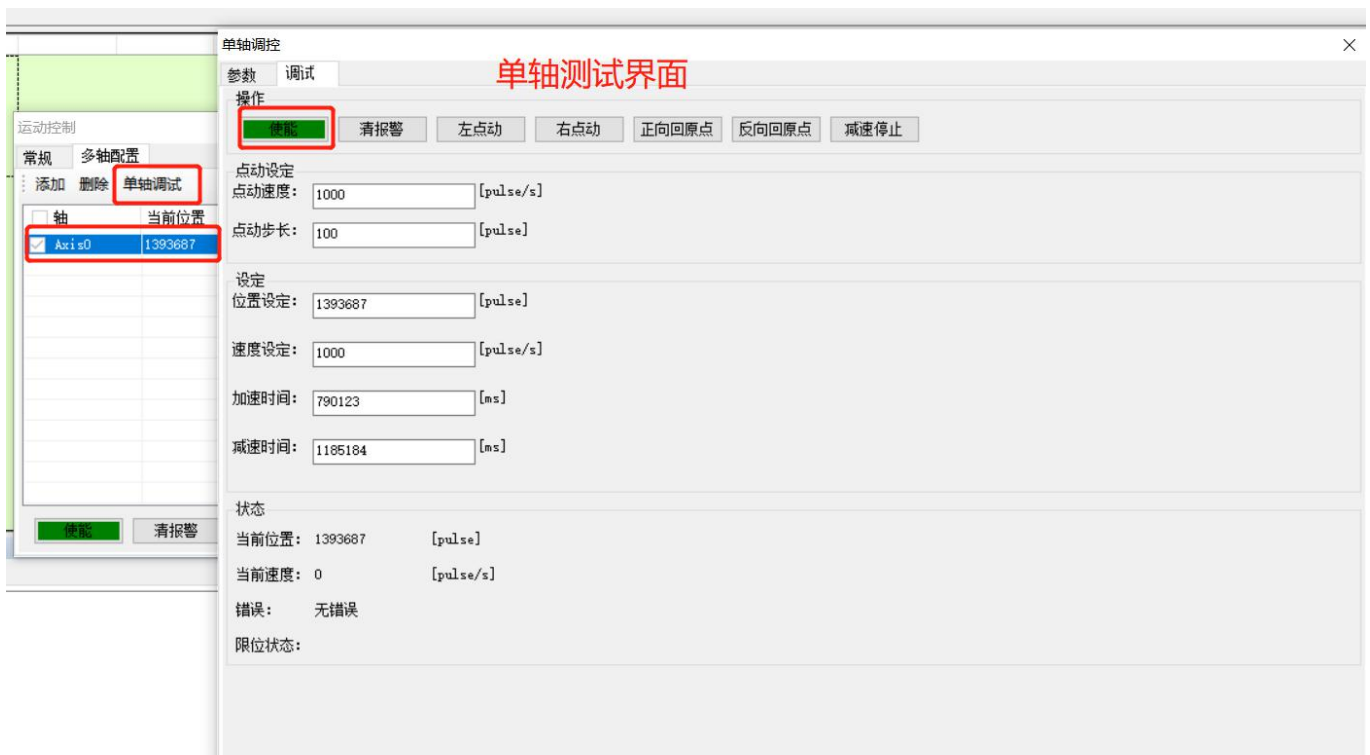 单轴调控
参数 调试
单轴测试界面
操作
使能 清报警 左点动 右点动 正向回原点 反向回原点 减速停止
运动控制
常规 多轴配置
添加 删除 单轴调试
轴 当前位置
Axis0 1393687
使能 清报警
点动设定
点动速度: 1000 [pulse/s]
点动步长: 100 [pulse]
设定
位置设定: 1393687 [pulse]
速度设定: 1000 [pulse/s]
加速时间: 790123 [ms]
减速时间: 1185184 [ms]
状态
当前位置: 1393687 [pulse]
当前速度: 0 [pulse/s]
错误: 无错误
限位状态: